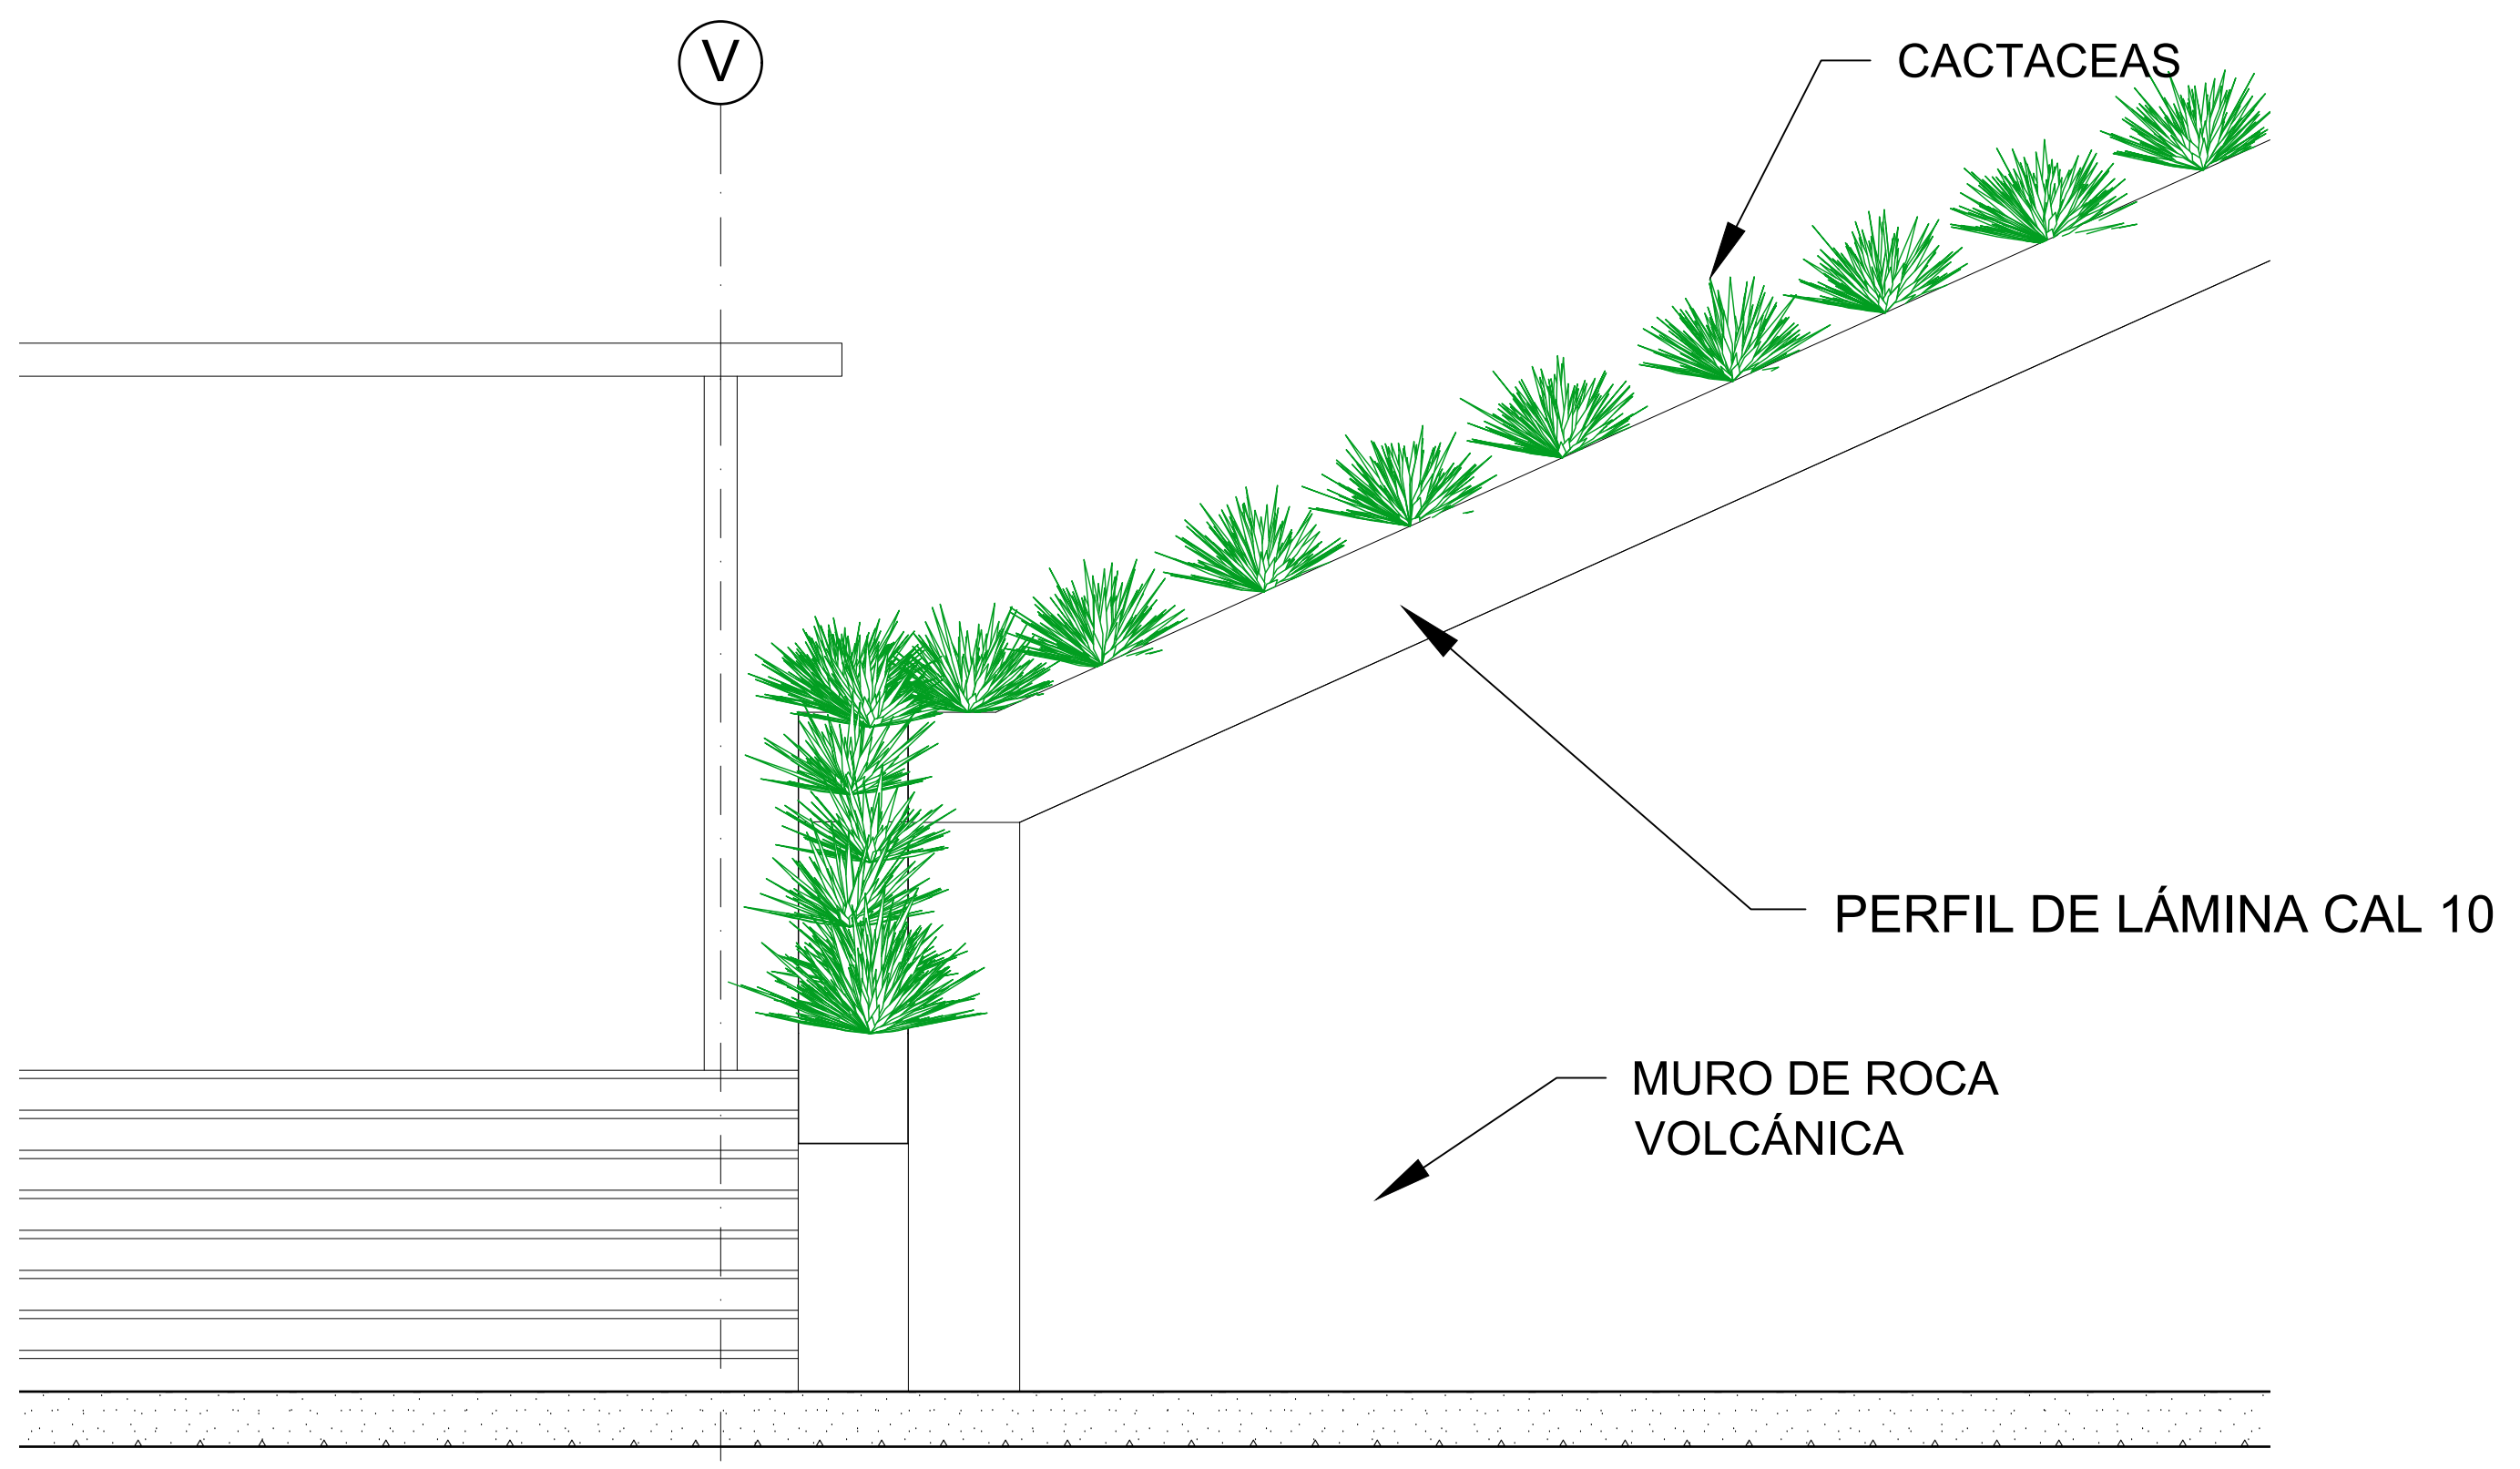 V
CACTACEAS
PERFIL DE LÁMINA CAL 10
MURO DE ROCA
VOLCÁNICA